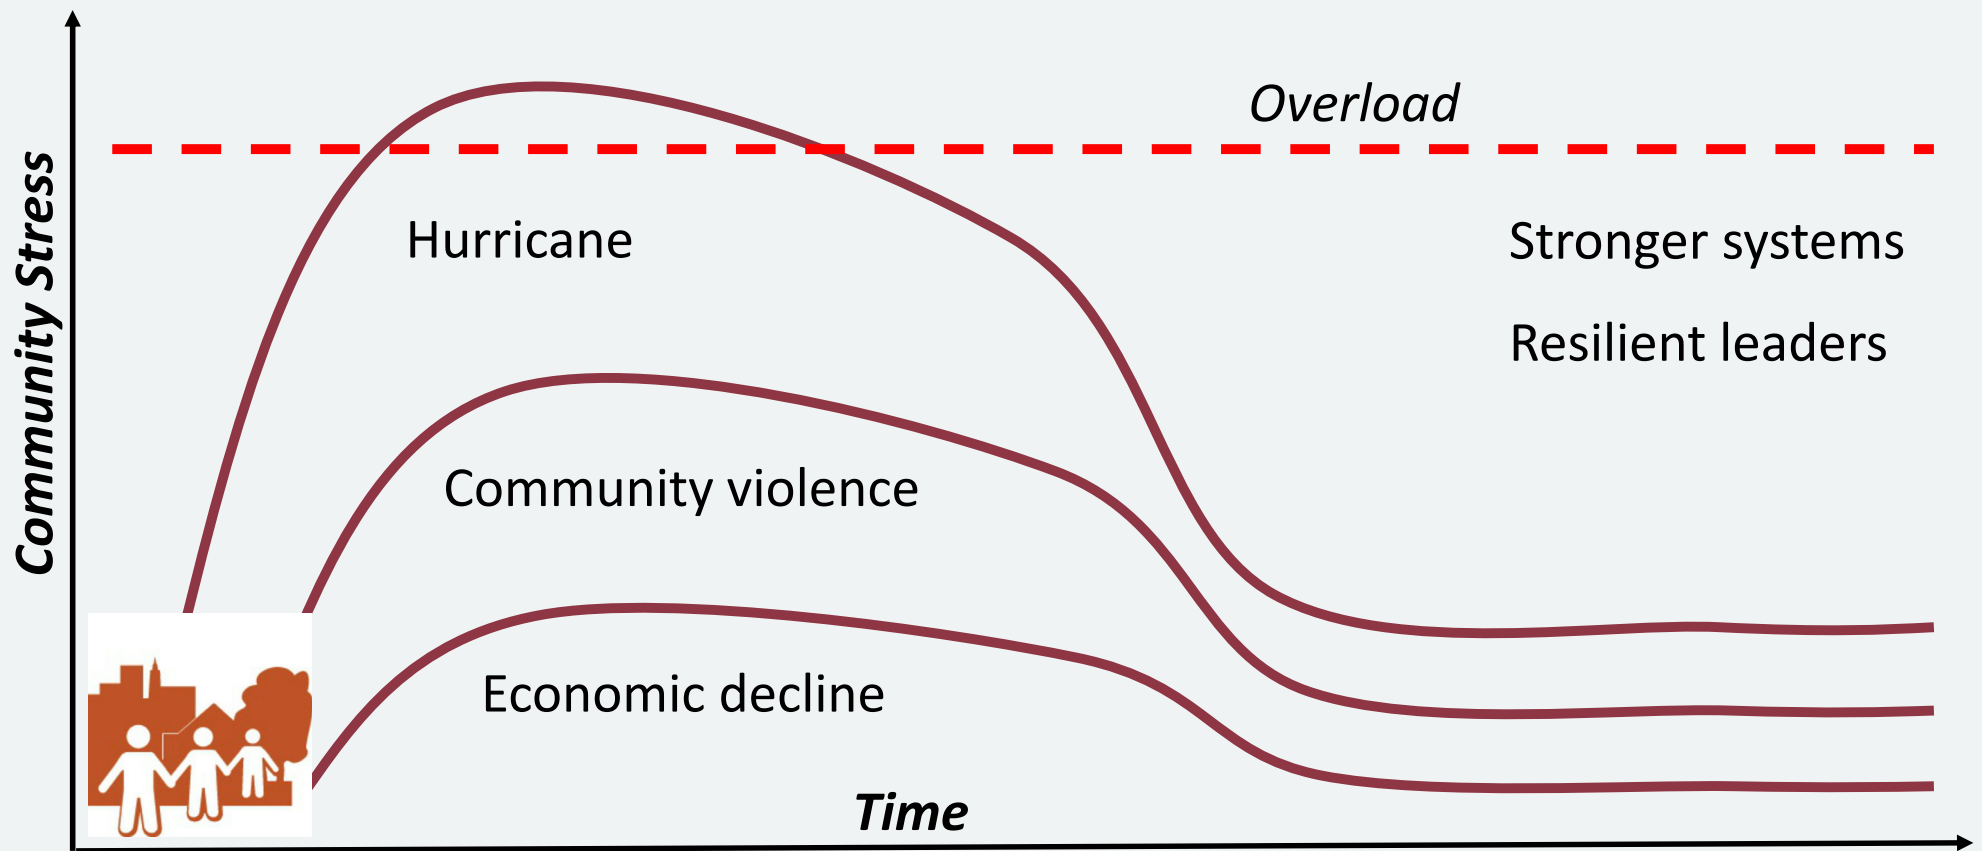 Overload
Community Stress
Hurricane
Stronger systems
Resilient leaders
Community violence
Economic decline
Time